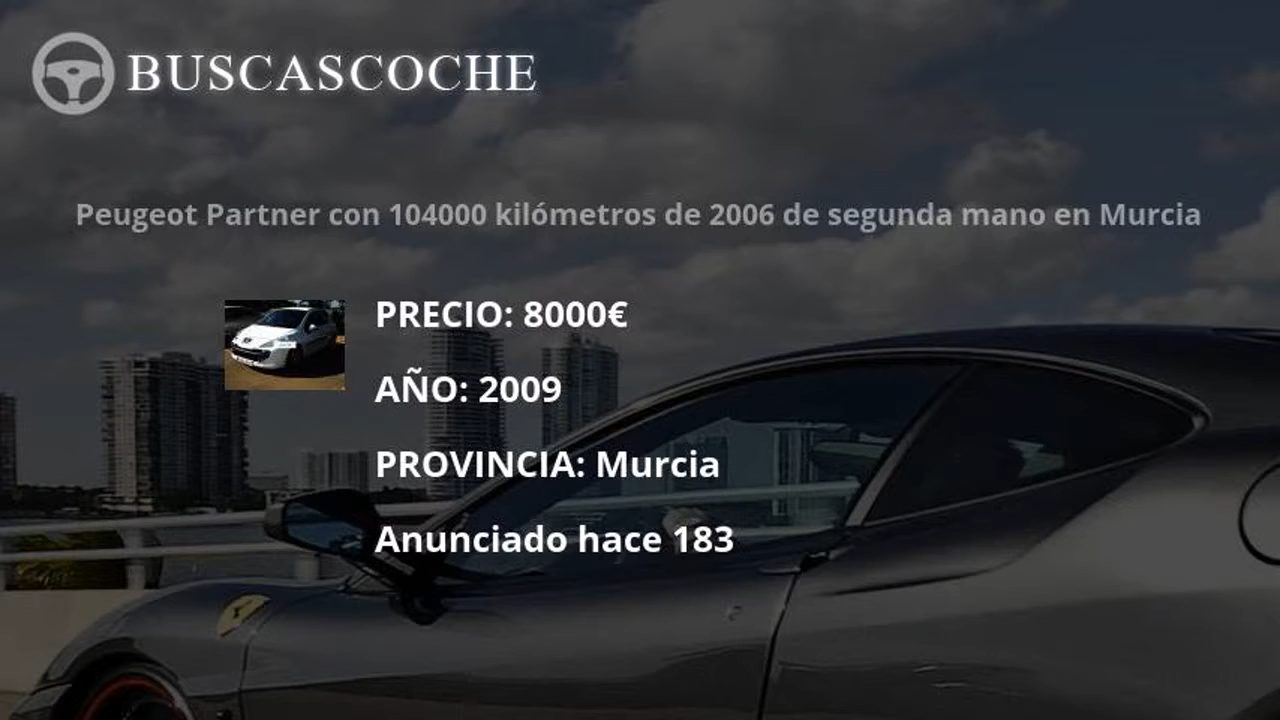 BUSCASCOCHE
Peugeot Partner con 104000 kilómetros de 2006 de segunda mano en Murcia
PRECIO: 8000€
AÑO: 2009
PROVINCIA: Murcia
Anunciado hace 183